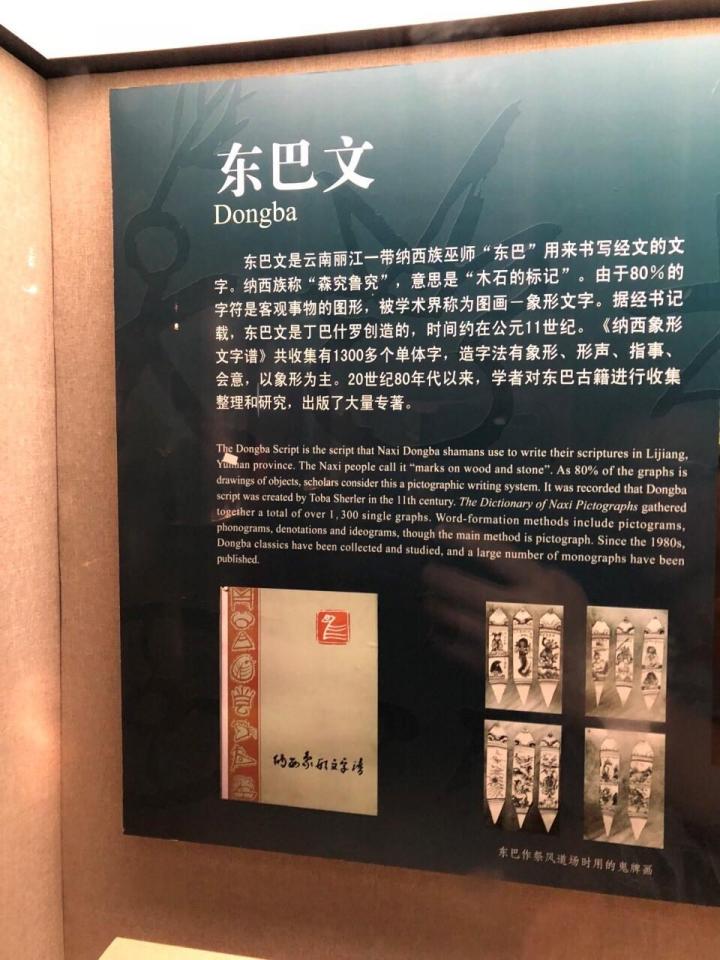 东巴文
Dongba
东巴文是云南丽江一带纳西族巫师“东巴”用来书写经文的文
字。纳西族称“森究鲁究”，意思是“木石的标记”。由于80%的
字符是客观事物的图形，被学术界称为图画－象形文字。据经书记
载，东巴文是丁巴什罗创造的，时间约在公元11世纪。《纳西象形
文字谱》共收集有1300多个单体字，造字法有象形、形声、指事、
会意，以象形为主。20世纪80年代以来，学者对东巴古籍进行收集
整理和研究，出版了大量专著。
The Dongba Script is the script that Naxi Dongba shamans use to write their scriptures in Lijiang,
Yunnan province. The Naxi people call it “marks on wood and stone”. As 80% of the graphs is
drawings of objects, scholars consider this a pictographic writing system. It was recorded that Dongba
script was created by Toba Sherler in the 11th century. The Dictionary of Naxi Pictographs gathered
together a total of over 1,300 single graphs. Word-formation methods include pictograms,
phonograms, denotations and ideograms, though the main method is pictograph. Since the 1980s,
Dongba classics have been collected and studied, and a large number of monographs have been
published.
纳西象形文字谱
东巴作祭风道场时用的鬼牌画